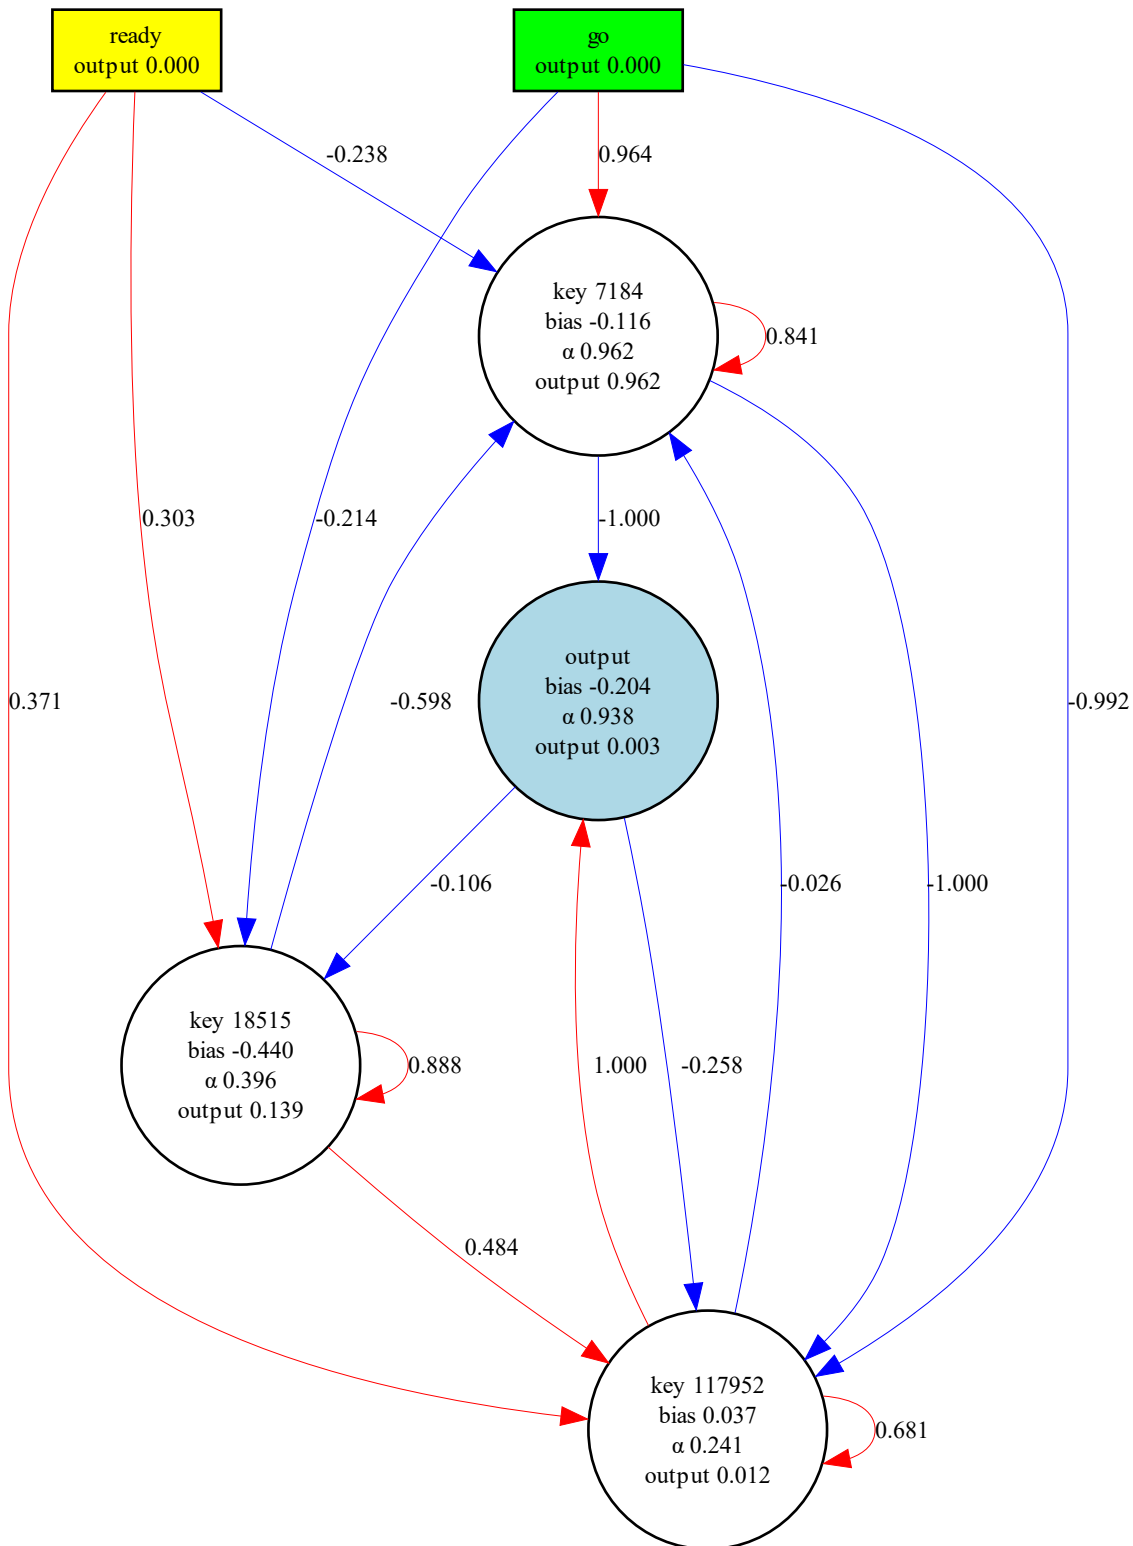 ready
output 0.000
go
output 0.000
-0.238
0.964
key 7184
bias -0.116
α 0.962
output 0.962
0.841
0.303
-0.214
-1.000
0.371
-0.598
output
bias -0.204
α 0.938
output 0.003
-0.992
-0.106
-0.026
-1.000
key 18515
bias -0.440
α 0.396
output 0.139
0.888
1.000
-0.258
0.484
key 117952
bias 0.037
α 0.241
output 0.012
0.681